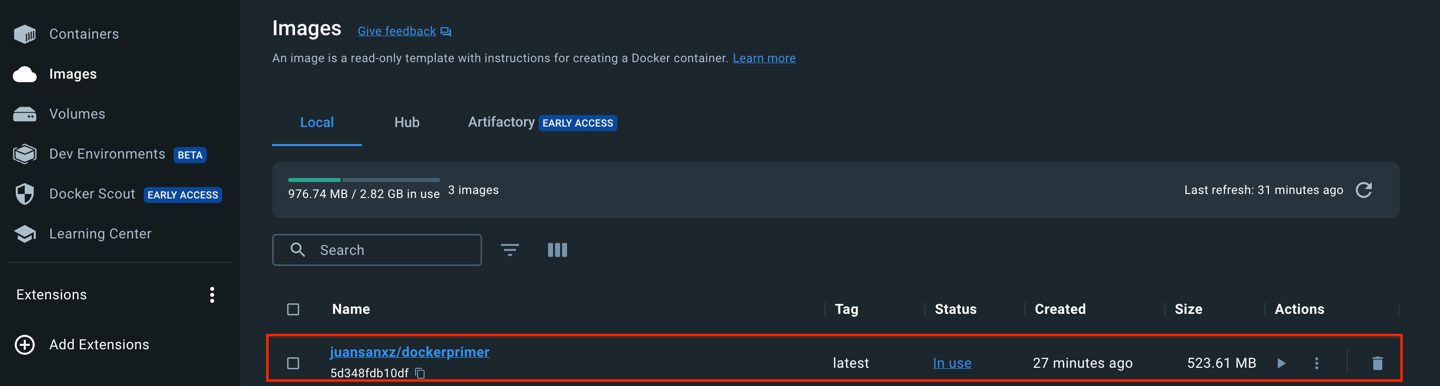 Containers
Images
Volumes
Dev Environments BETA
Docker Scout EARLY ACCESS
Learning Center
Extensions
Add Extensions
Images Give feedback
An image is a read-only template with instructions for creating a Docker container. Learn more
Local Hub Artifactory EARLY ACCESS
976.74 MB / 2.82 GB in use 3 images Last refresh: 31 minutes ago
Search
Name Tag Status Created Size Actions
juansanxz/dockerprimer
5d348fdb10df
latest In use 27 minutes ago 523.61 MB